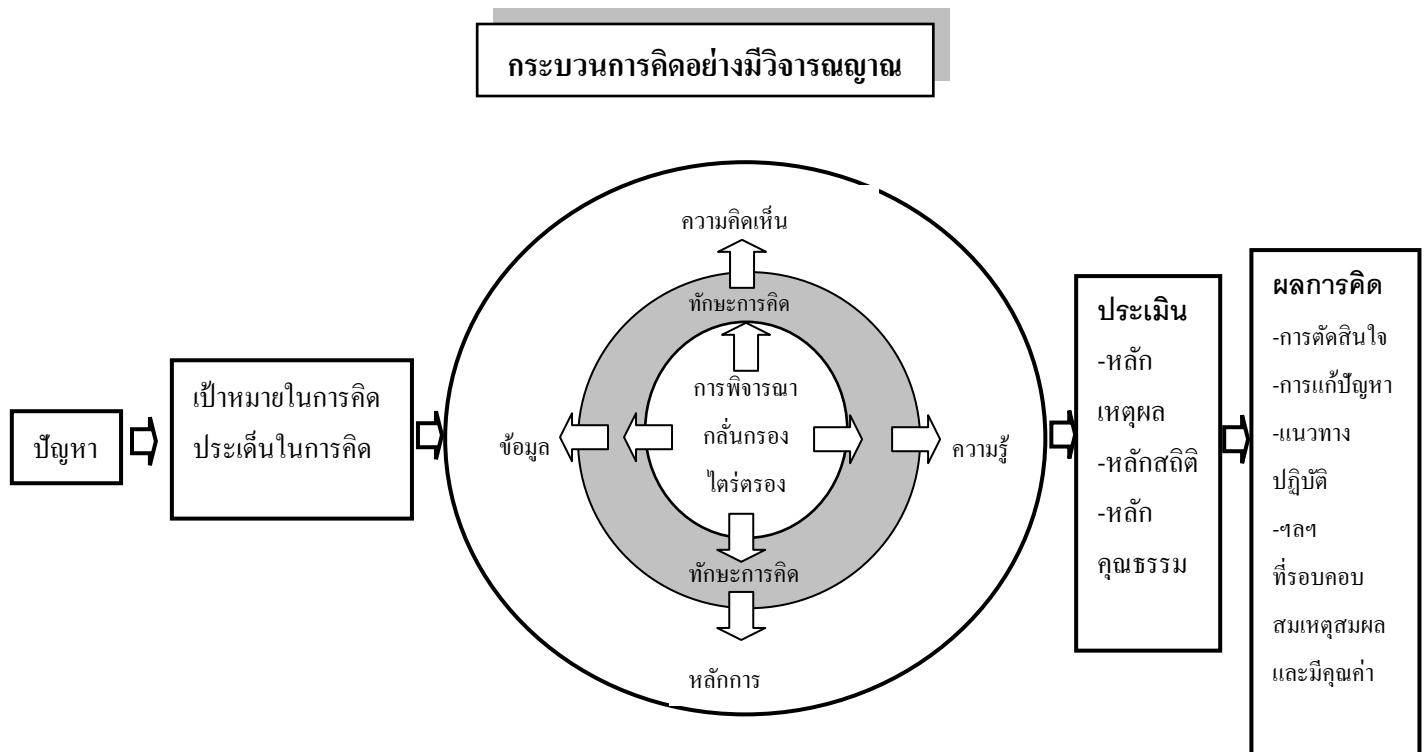 กระบวนการคิดอย่างมีวิจารณญาณ
ปัญหา
เป้าหมายในการคิด
ประเด็นในการคิด
ความคิดเห็น
ทักษะการคิด
การพิจารณา
กลั่นกรอง
ไตร่ตรอง
ข้อมูล
ความรู้
ทักษะการคิด
หลักการ
ประเมิน
-หลัก
เหตุผล
-หลักสถิติ
-หลัก
คุณธรรม
ผลการคิด
-การตัดสินใจ
-การแก้ปัญหา
-แนวทาง
ปฏิบัติ
-ฯลฯ
ที่รอบคอบ
สมเหตุสมผล
และมีคุณค่า